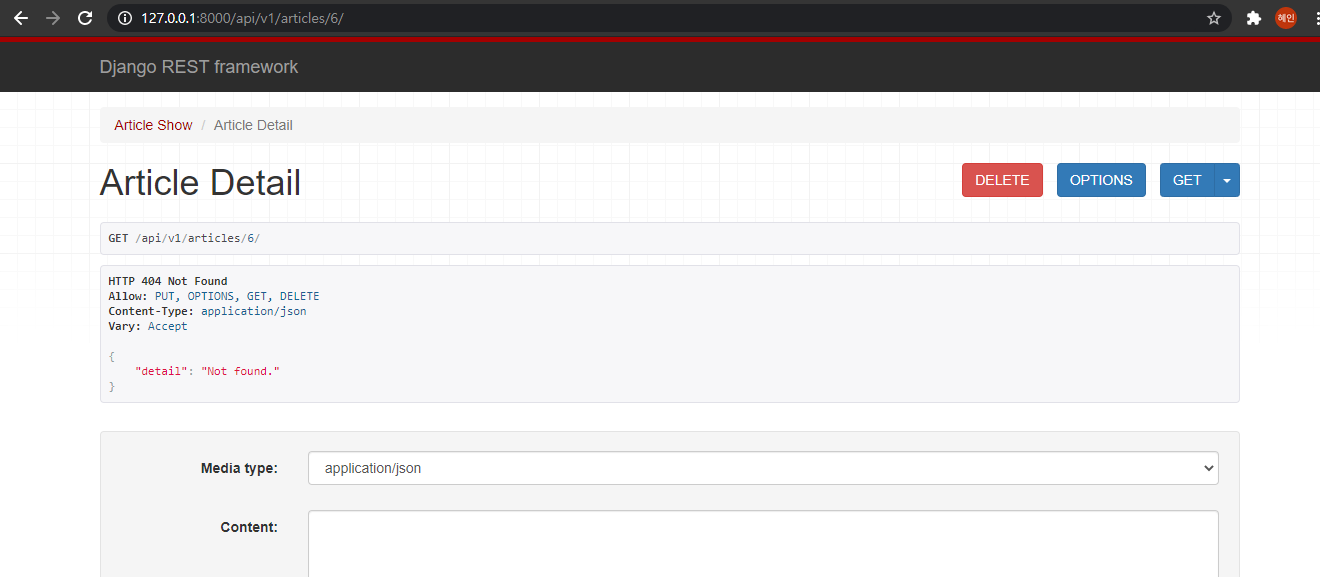 127.0.0.1:8000/api/v1/articles/6/
혜인
Django REST framework
Article Show / Article Detail
Article Detail
DELETE
OPTIONS
GET
GET /api/v1/articles/6/
HTTP 404 Not Found
Allow: PUT, OPTIONS, GET, DELETE
Content-Type: application/json
Vary: Accept
{
"detail": "Not found."
}
Media type:
application/json
Content: